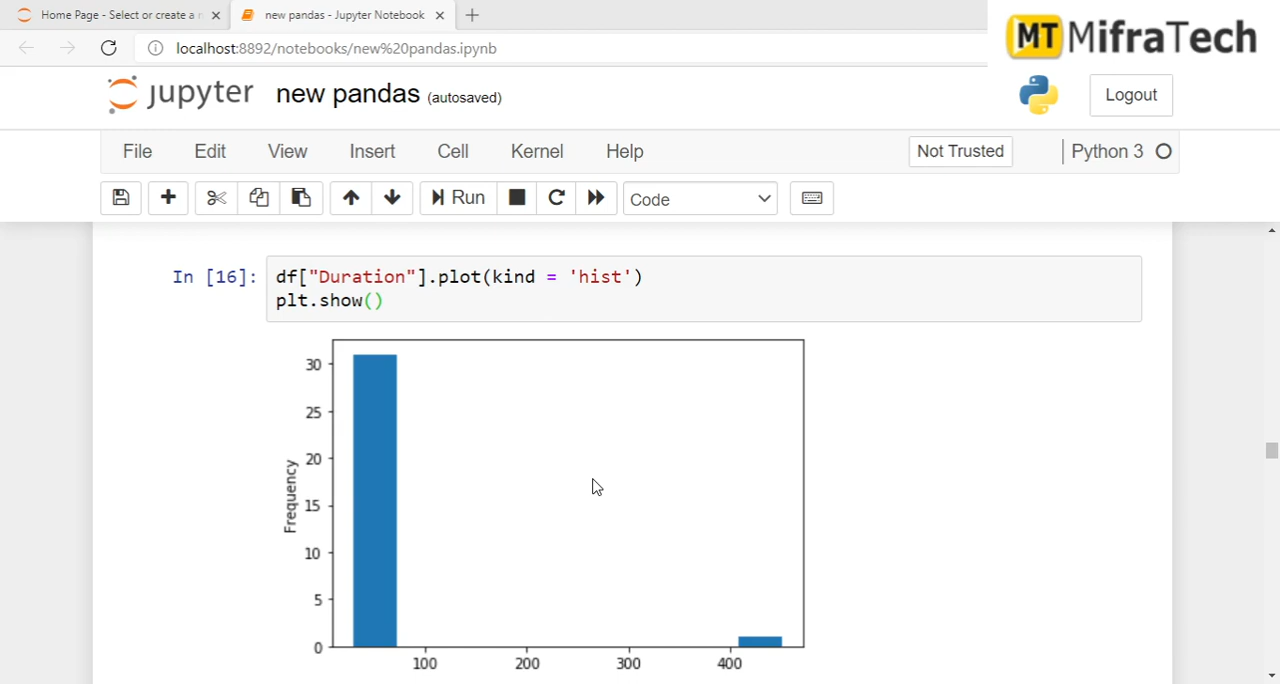 Home Page - Select or create a n
new pandas - Jupyter Notebook
localhost:8892/notebooks/new%20pandas.ipynb
MT MifraTech
jupyter new pandas (autosaved)
Logout
File Edit View Insert Cell Kernel Help
Not Trusted
Python 3
Run
Code
In [16]: df["Duration"].plot(kind = 'hist')
plt.show()
30
25
20
15
10
5
0
Frequency
100 200 300 400